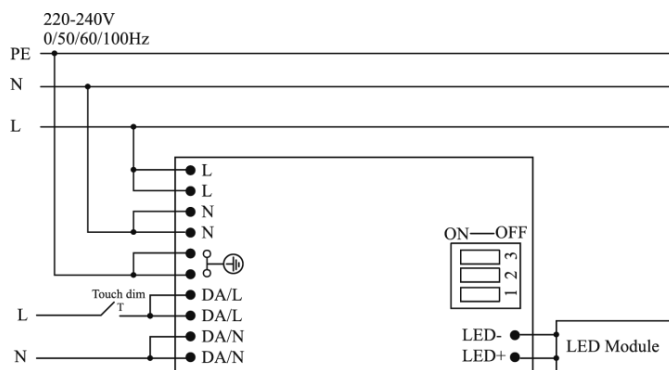 220-240V
0/50/60/100Hz
PE
N
L
L
L
N
N
ON OFF
3
2
1
Touch dim
T
L
DA/L
DA/L
N
DA/N
DA/N
LED-
LED+
LED Module